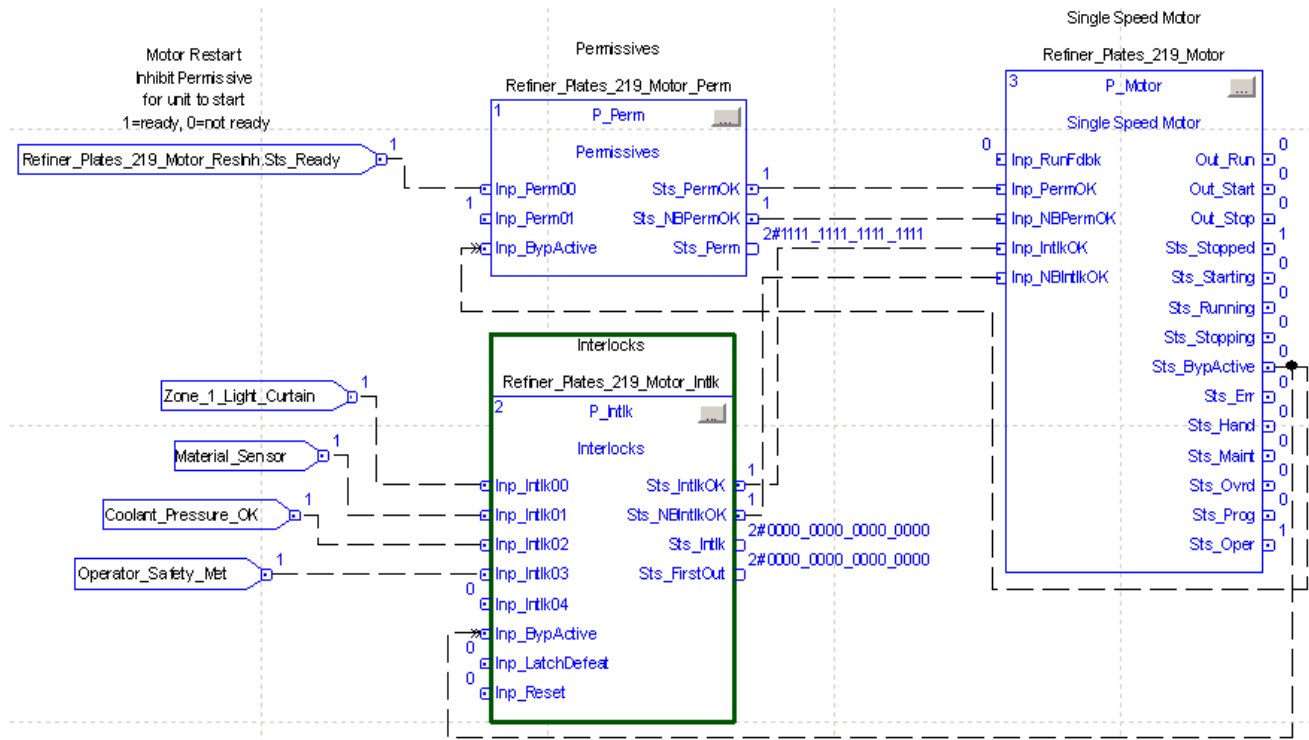 Motor Restart
Inhibit Permissive
for unit to start
1=ready, 0=not ready
Refiner_Plates_219_Motor_ResInh.Sts_Ready
1
Permissives
Refiner_Plates_219_Motor_Perm
1
P_Perm
...
Permissives
Inp_Perm00
Sts_PermOK
1
1
Inp_Perm01
Sts_NBPermOK
1
Inp_BypActive
Sts_Perm
2#1111_1111_1111_1111
Interlocks
Refiner_Plates_219_Motor_Intlk
2
P_Intlk
...
Interlocks
Zone_1_Light_Curtain
1
Material_Sensor
1
Coolant_Pressure_OK
1
Operator_Safety_Met
1
Inp_Intlk00
Sts_IntlkOK
1
Inp_Intlk01
Sts_NBIntlkOK
1
Inp_Intlk02
Sts_Intlk
2#0000_0000_0000_0000
Inp_Intlk03
Sts_FirstOut
2#0000_0000_0000_0000
0
Inp_Intlk04
Inp_BypActive
0
Inp_LatchDefeat
0
Inp_Reset
Single Speed Motor
Refiner_Plates_219_Motor
3
P_Motor
...
Single Speed Motor
0
Inp_RunFdbk
Out_Run
0
Inp_PermOK
Out_Start
0
Inp_NBPermOK
Out_Stop
0
Inp_IntlkOK
Sts_Stopped
1
Inp_NBIntlkOK
Sts_Starting
0
Sts_Running
0
Sts_Stopping
0
Sts_BypActive
0
Sts_Err
0
Sts_Hand
0
Sts_Maint
0
Sts_Ovrd
0
Sts_Prog
0
Sts_Oper
1